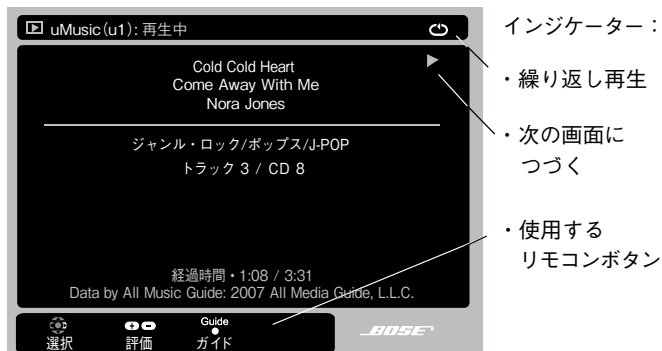 uMusic(u1): 再生中
Cold Cold Heart
Come Away With Me
Nora Jones
ジャンル・ロック/ポップス/J-POP
トラック 3 / CD 8
経過時間・1:08 / 3:31
Data by All Music Guide: 2007 All Media Guide, L.L.C.
選択
評価
Guide
ガイド
BOSE
インジケーター：
・繰り返し再生
・次の画面に
つづく
・使用する
リモコンボタン